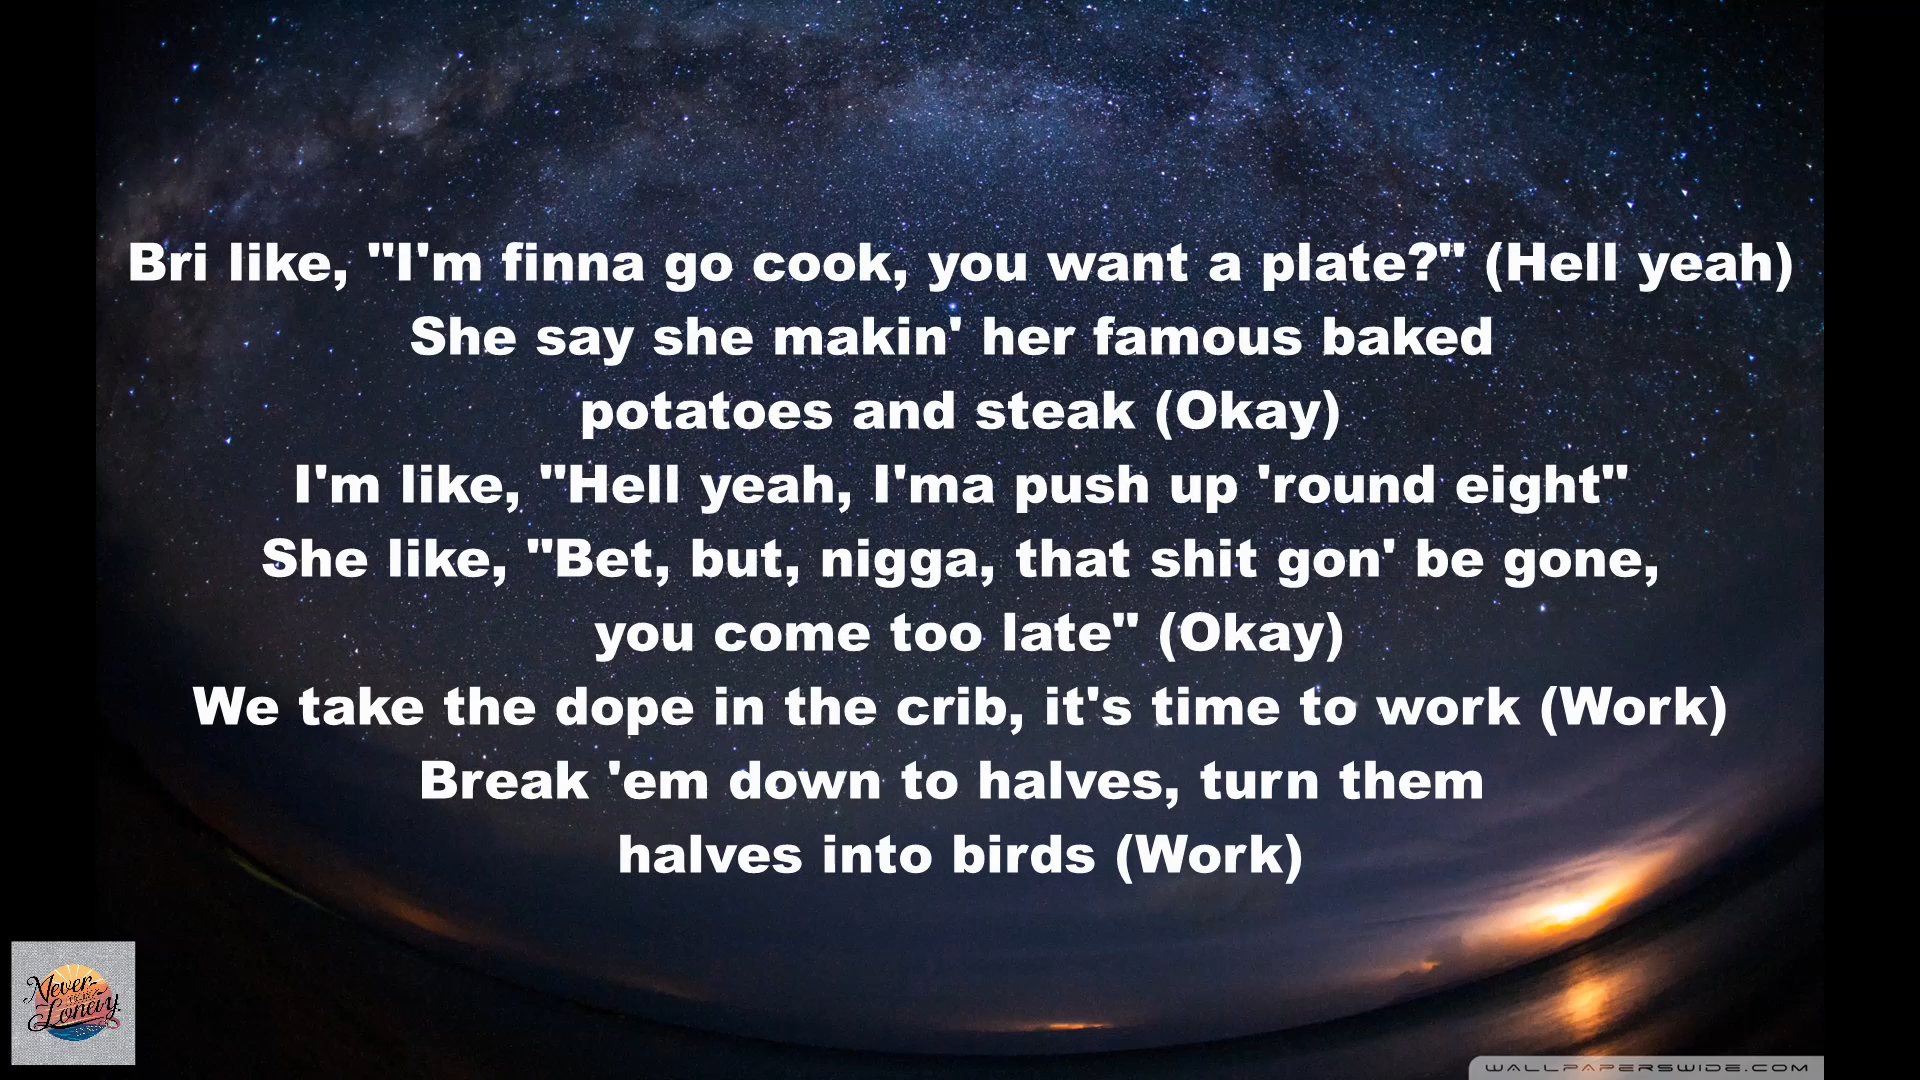 Bri like, "I'm finna go cook, you want a plate?" (Hell yeah)
She say she makin' her famous baked
potatoes and steak (Okay)
I'm like, "Hell yeah, I'ma push up 'round eight"
She like, "Bet, but, nigga, that shit gon' be gone,
you come too late" (Okay)
We take the dope in the crib, it's time to work (Work)
Break 'em down to halves, turn them
halves into birds (Work)
Never
WALLPAPERSWIDE.COM